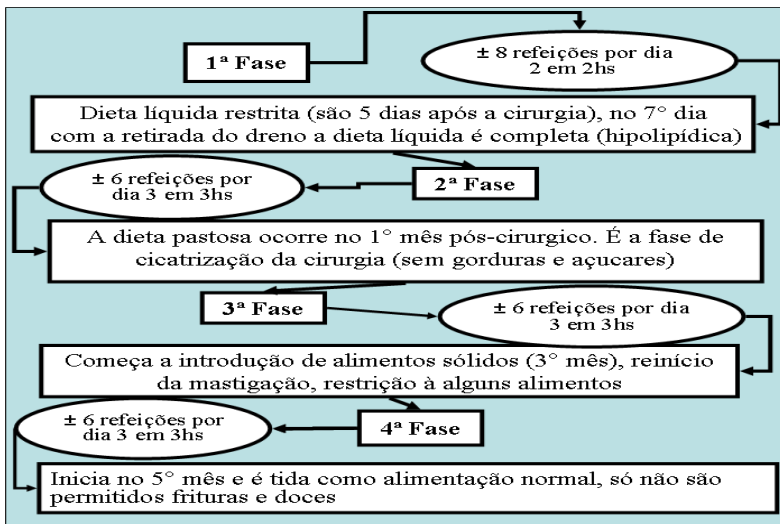 1ª Fase
± 8 refeições por dia
2 em 2hs
Dieta líquida restrita (são 5 dias após a cirurgia), no 7° dia
com a retirada do dreno a dieta líquida é completa (hipolipídica)
2ª Fase
± 6 refeições por
dia 3 em 3hs
A dieta pastosa ocorre no 1° mês pós-cirurgico. É a fase de
cicatrização da cirurgia (sem gorduras e açucares)
3ª Fase
± 6 refeições por dia
3 em 3hs
Começa a introdução de alimentos sólidos (3° mês), reinício
da mastigação, restrição à alguns alimentos
4ª Fase
± 6 refeições por
dia 3 em 3hs
Inicia no 5° mês e é tida como alimentação normal, só não são
permitidos frituras e doces